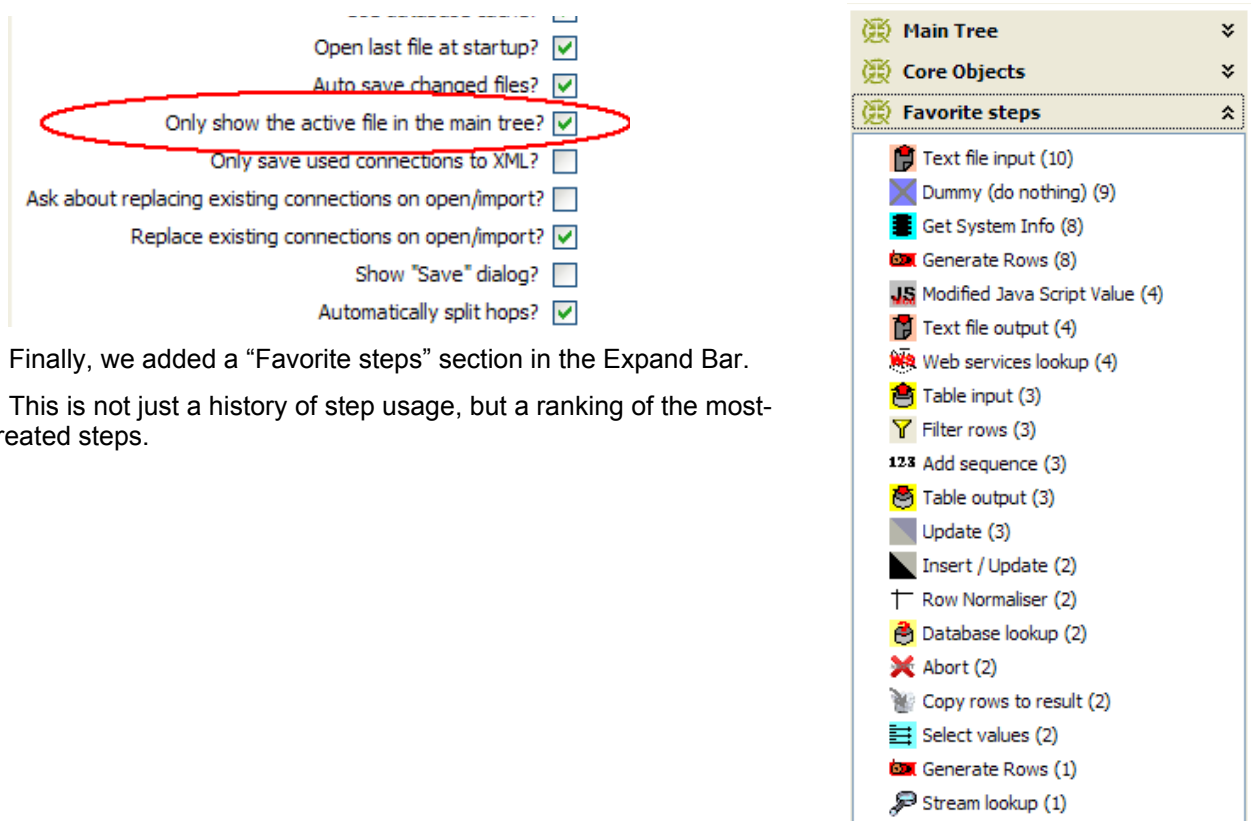 Open last file at startup?
Auto save changed files?
Only show the active file in the main tree?
Only save used connections to XML?
Ask about replacing existing connections on open/import?
Replace existing connections on open/import?
Show "Save" dialog?
Automatically split hops?
Finally, we added a “Favorite steps” section in the Expand Bar.
This is not just a history of step usage, but a ranking of the most-
reated steps.
Main Tree
Core Objects
Favorite steps
Text file input (10)
Dummy (do nothing) (9)
Get System Info (8)
Generate Rows (8)
JS Modified Java Script Value (4)
Text file output (4)
Web services lookup (4)
Table input (3)
Filter rows (3)
123 Add sequence (3)
Table output (3)
Update (3)
Insert / Update (2)
Row Normaliser (2)
Database lookup (2)
Abort (2)
Copy rows to result (2)
Select values (2)
Generate Rows (1)
Stream lookup (1)